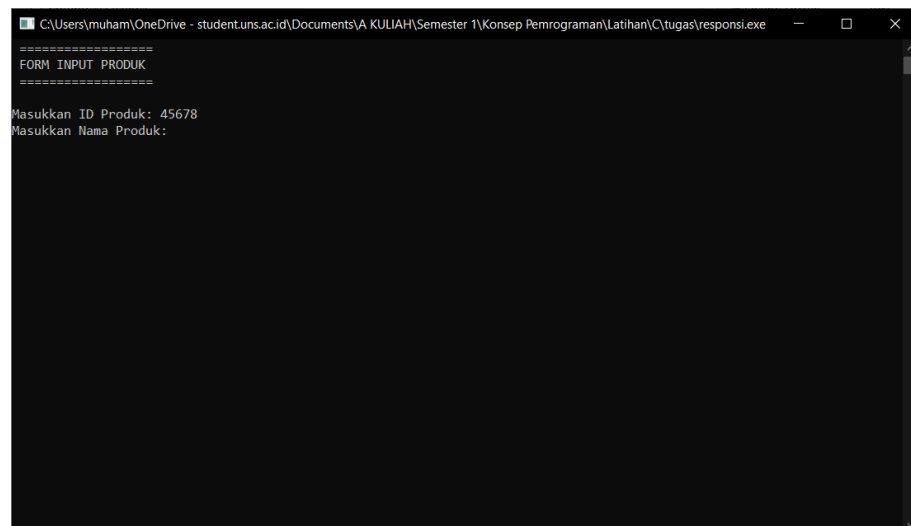 C:\Users\muham\OneDrive - student.uns.ac.id\Documents\A KULIAH\Semester 1\Konsep Pemrograman\Latihan\C\tugas\responsi.exe
==================
FORM INPUT PRODUK
==================
Masukkan ID Produk: 45678
Masukkan Nama Produk: